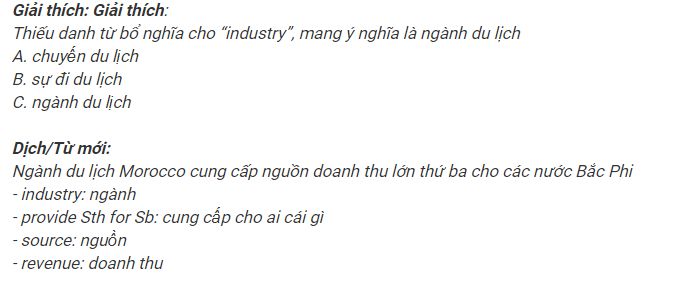 Giải thích: Giải thích:
Thiếu danh từ bổ nghĩa cho “industry”, mang ý nghĩa là ngành du lịch
A. chuyến du lịch
B. sự đi du lịch
C. ngành du lịch
Dịch/Từ mới:
Ngành du lịch Morocco cung cấp nguồn doanh thu lớn thứ ba cho các nước Bắc Phi
- industry: ngành
- provide Sth for Sb: cung cấp cho ai cái gì
- source: nguồn
- revenue: doanh thu